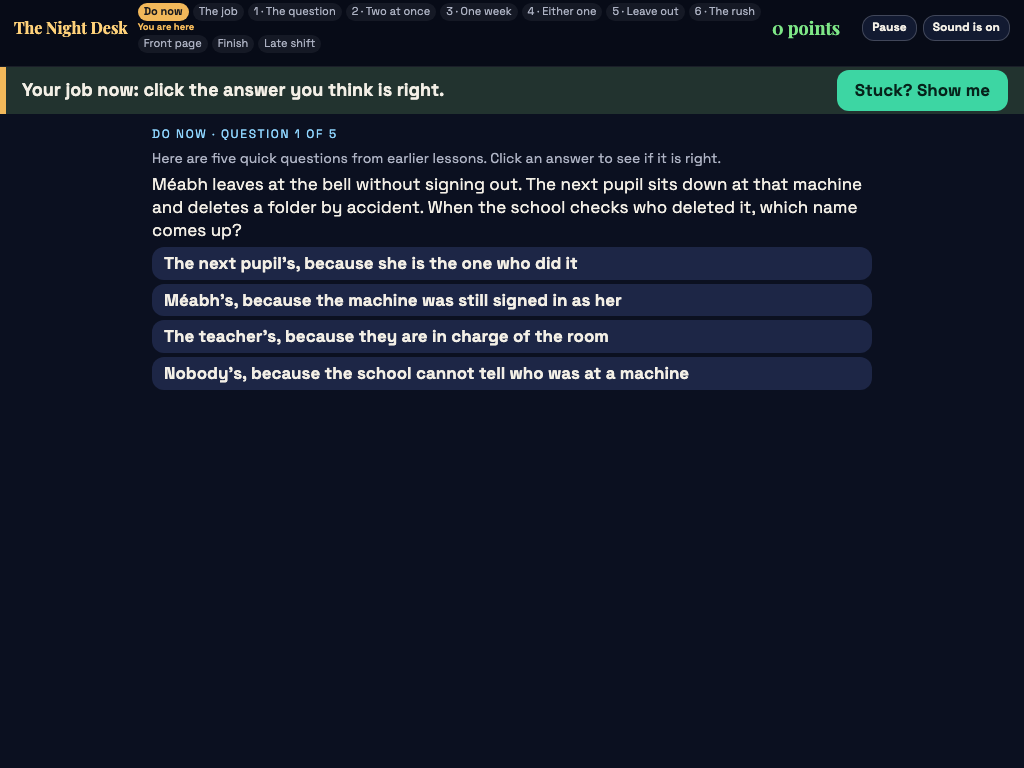 The Night Desk
Do now
The job
1 · The question
2 · Two at once
3 · One week
4 · Either one
5 · Leave out
6 · The rush
You are here
Front page
Finish
Late shift
0 points
Pause
Sound is on
Your job now: click the answer you think is right.
Stuck? Show me
DO NOW · QUESTION 1 OF 5
Here are five quick questions from earlier lessons. Click an answer to see if it is right.
Méabh leaves at the bell without signing out. The next pupil sits down at that machine
and deletes a folder by accident. When the school checks who deleted it, which name
comes up?
The next pupil's, because she is the one who did it
Méabh's, because the machine was still signed in as her
The teacher's, because they are in charge of the room
Nobody's, because the school cannot tell who was at a machine